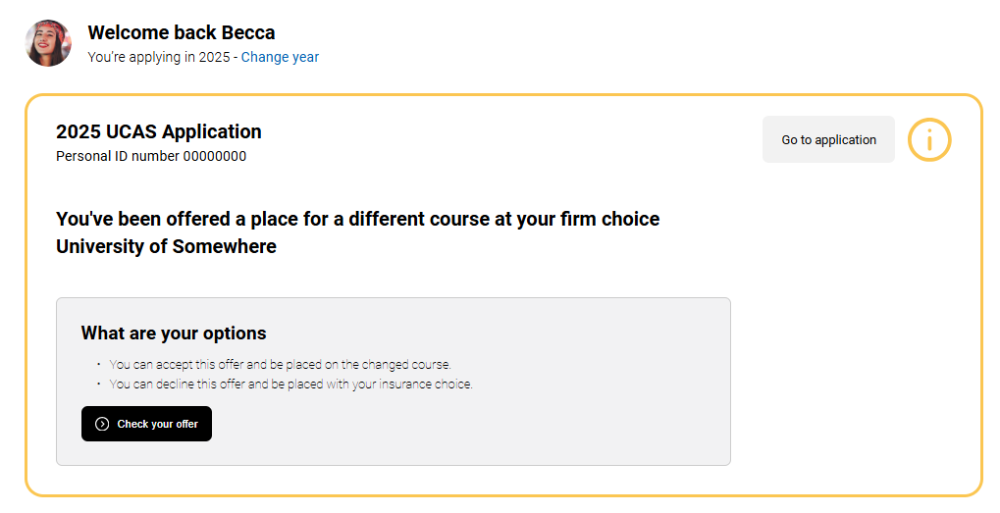 Welcome back Becca
You're applying in 2025 - Change year
2025 UCAS Application
Personal ID number 00000000
Go to application
i
You've been offered a place for a different course at your firm choice
University of Somewhere
What are your options
• You can accept this offer and be placed on the changed course.
• You can decline this offer and be placed with your insurance choice.
Check your offer